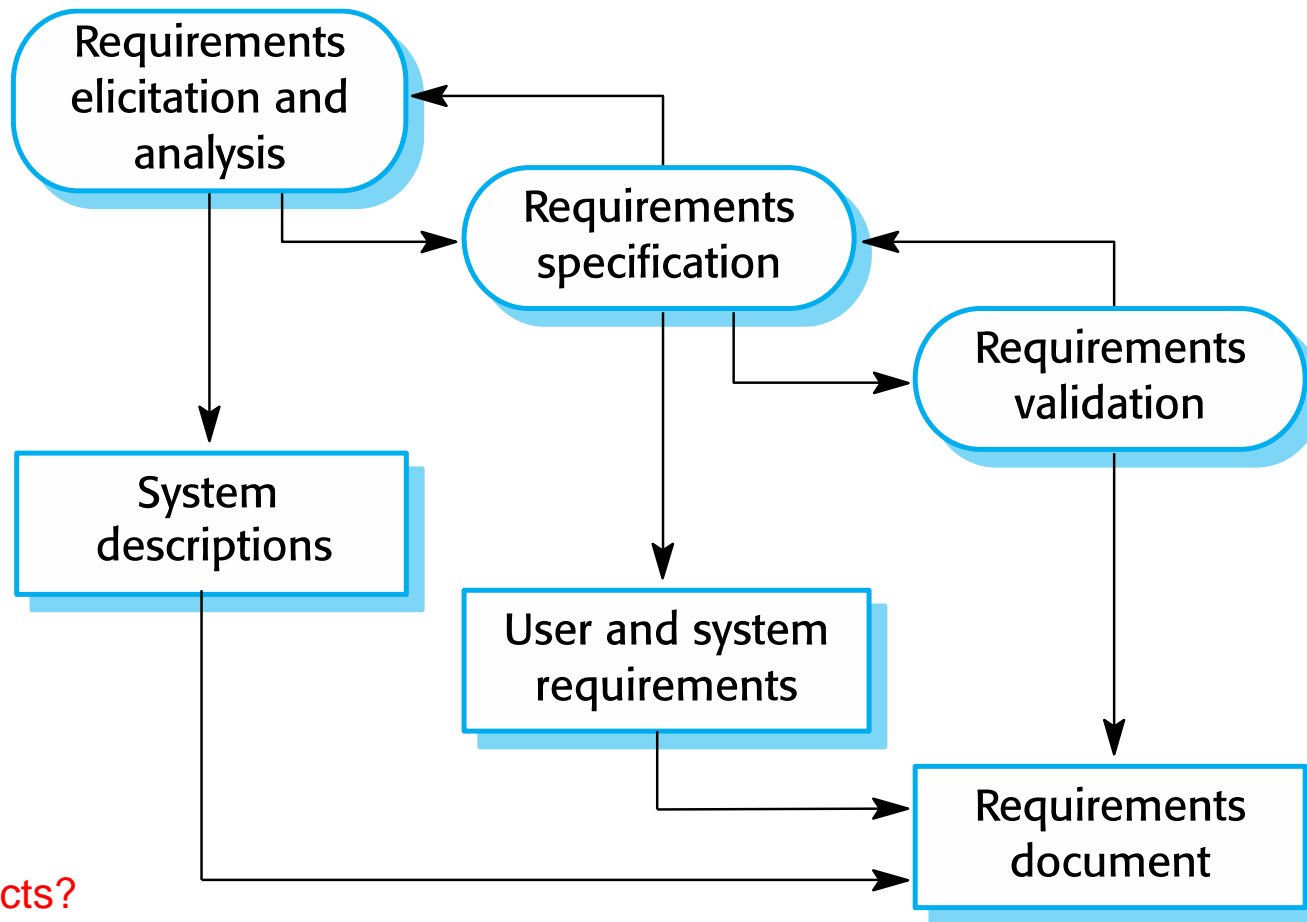 Requirements
elicitation and
analysis
Requirements
specification
Requirements
validation
System
descriptions
User and system
requirements
Requirements
document
cts?